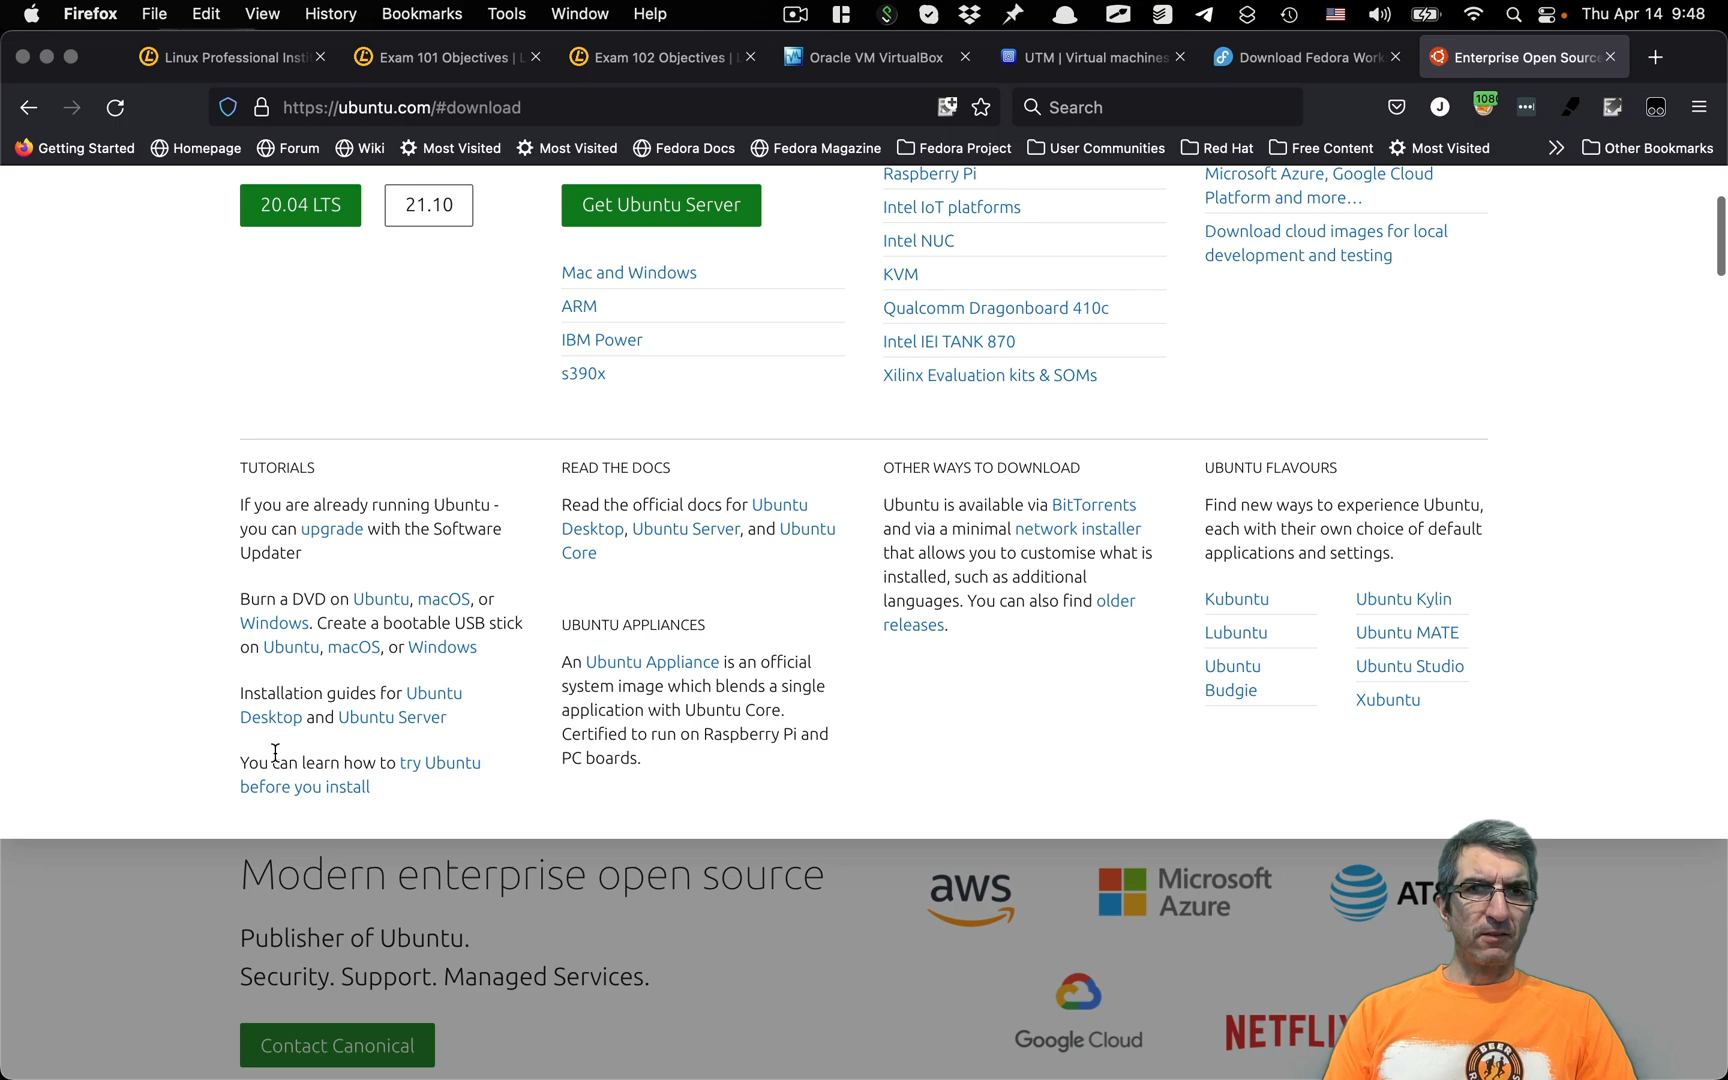 Firefox File Edit View History Bookmarks Tools Window Help Thu Apr 14 9:48
Linux Professional Insti Exam 101 Objectives | L Exam 102 Objectives | L Oracle VM VirtualBox UTM | Virtual machines Download Fedora Work Enterprise Open Source
https://ubuntu.com/#download Search J 108
Getting Started Homepage Forum Wiki Most Visited Most Visited Fedora Docs Fedora Magazine Fedora Project User Communities Red Hat Free Content Most Visited Other Bookmarks
20.04 LTS 21.10
Get Ubuntu Server
Mac and Windows
ARM
IBM Power
s390x
Raspberry Pi
Intel IoT platforms
Intel NUC
KVM
Qualcomm Dragonboard 410c
Intel IEI TANK 870
Xilinx Evaluation kits & SOMs
Microsoft Azure, Google Cloud
Platform and more…
Download cloud images for local
development and testing
TUTORIALS
If you are already running Ubuntu -
you can upgrade with the Software
Updater
Burn a DVD on Ubuntu, macOS, or
Windows. Create a bootable USB stick
on Ubuntu, macOS, or Windows
Installation guides for Ubuntu
Desktop and Ubuntu Server
You can learn how to try Ubuntu
before you install
READ THE DOCS
Read the official docs for Ubuntu
Desktop, Ubuntu Server, and Ubuntu
Core
UBUNTU APPLIANCES
An Ubuntu Appliance is an official
system image which blends a single
application with Ubuntu Core.
Certified to run on Raspberry Pi and
PC boards.
OTHER WAYS TO DOWNLOAD
Ubuntu is available via BitTorrents
and via a minimal network installer
that allows you to customise what is
installed, such as additional
languages. You can also find older
releases.
UBUNTU FLAVOURS
Find new ways to experience Ubuntu,
each with their own choice of default
applications and settings.
Kubuntu
Lubuntu
Ubuntu
Budgie
Ubuntu Kylin
Ubuntu MATE
Ubuntu Studio
Xubuntu
Modern enterprise open source
Publisher of Ubuntu.
Security. Support. Managed Services.
Contact Canonical
aws Microsoft
Azure AT&
Google Cloud NETFLI
BEER